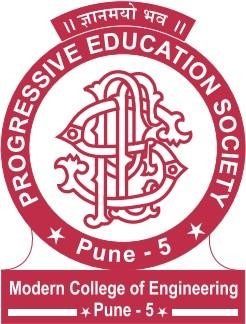 ॥ ज्ञानमयो भव ॥
PROGRESSIVE EDUCATION SOCIETY
Pune - 5
Modern College of Engineering
Pune - 5